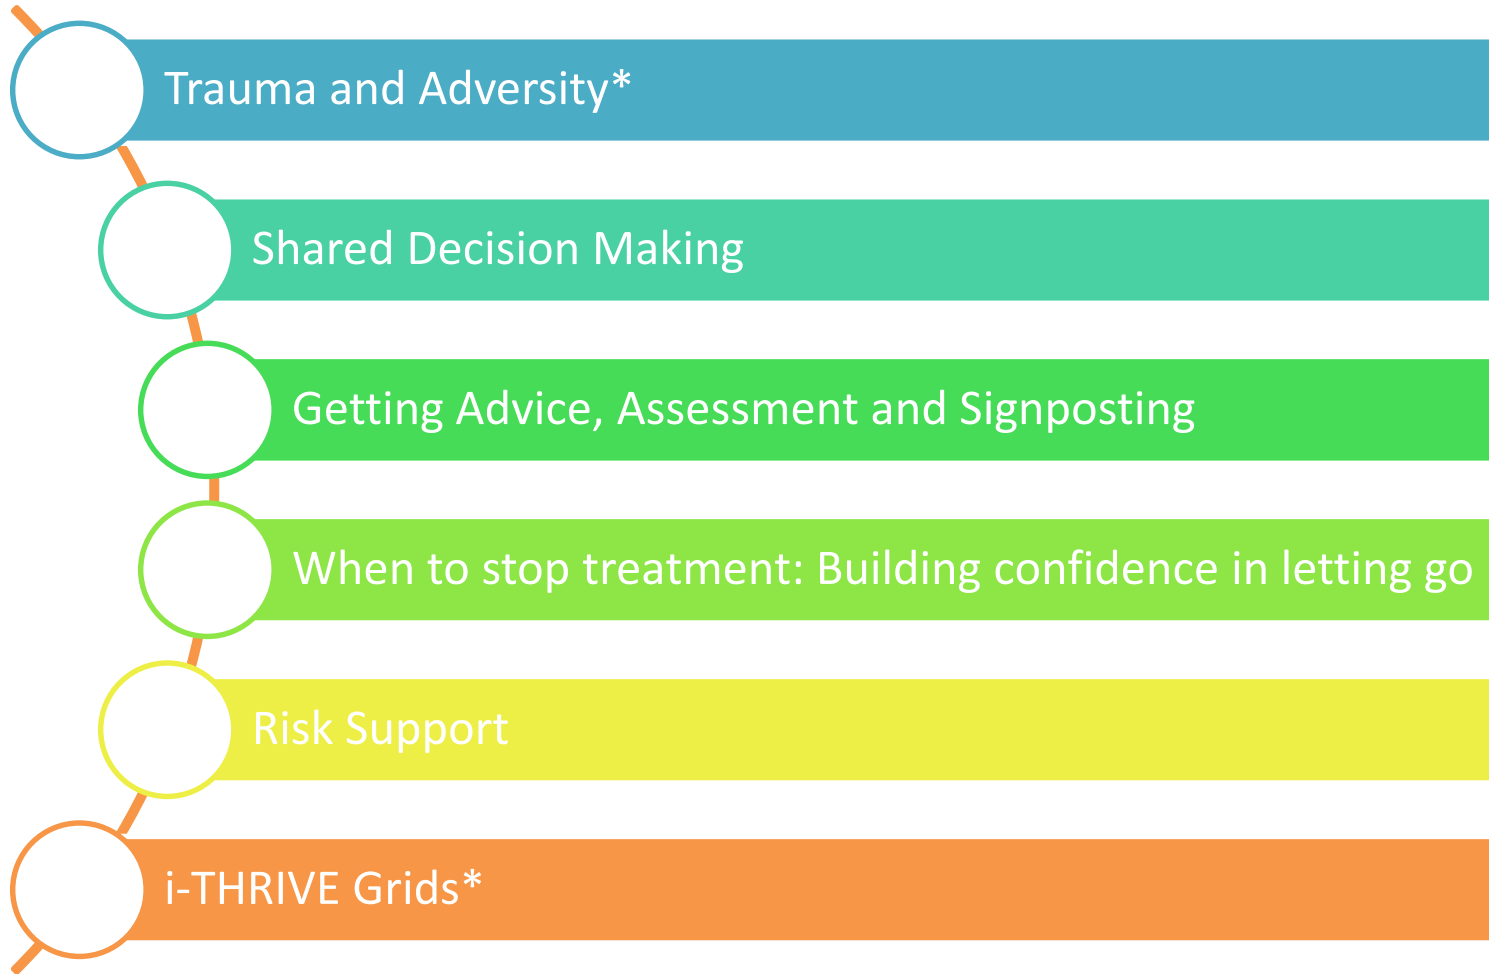 Trauma and Adversity*
Shared Decision Making
Getting Advice, Assessment and Signposting
When to stop treatment: Building confidence in letting go
Risk Support
i-THRIVE Grids*